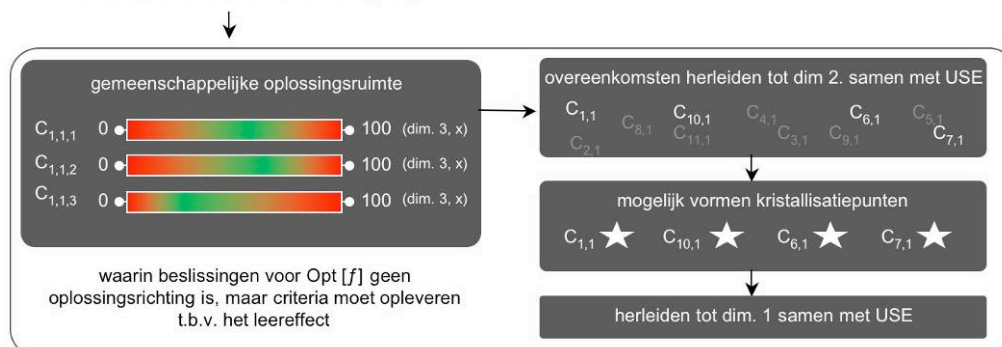 gemeenschappelijke oplossingsruimte
C1,1,1 0 100 (dim. 3, x)
C1,1,2 0 100 (dim. 3, x)
C1,1,3 0 100 (dim. 3, x)
waarin beslissingen voor Opt [ƒ] geen
oplossingsrichting is, maar criteria moet opleveren
t.b.v. het leereffect
overeenkomsten herleiden tot dim 2. samen met USE
C1,1 C10,1 C4,1 C6,1 C5,1
C8,1 C11,1 C7,1
C2,1 C3,1 C9,1
mogelijk vormen kristallisatiepunten
C1,1 C10,1 C6,1 C7,1
herleiden tot dim. 1 samen met USE